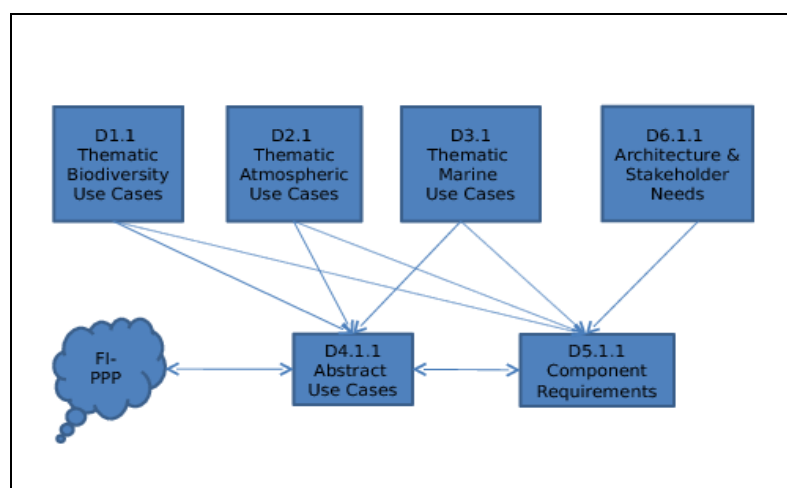 D1.1
Thematic
Biodiversity
Use Cases
D2.1
Thematic
Atmospheric
Use Cases
D3.1
Thematic
Marine
Use Cases
D6.1.1
Architecture &
Stakeholder
Needs
FI-
PPP
D4.1.1
Abstract
Use Cases
D5.1.1
Component
Requirements